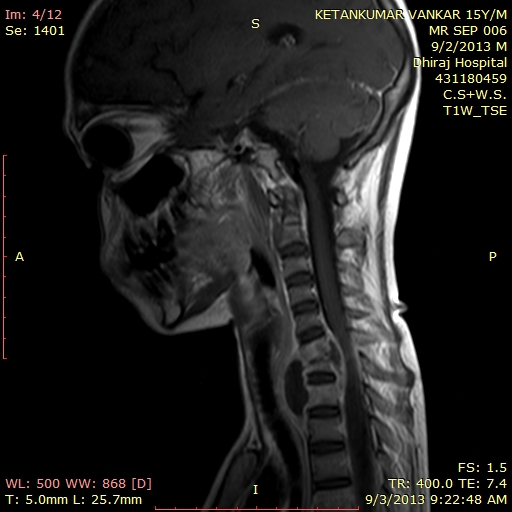 Im: 4/12
Se: 1401
S
KETANKUMAR VANKAR 15Y/M
MR SEP 006
9/2/2013 M
Dhiraj Hospital
431180459
C.S+W.S.
T1W_TSE
A
P
WL: 500 WW: 868 [D]
T: 5.0mm L: 25.7mm
I
FS: 1.5
TR: 400.0 TE: 7.4
9/3/2013 9:22:48 AM